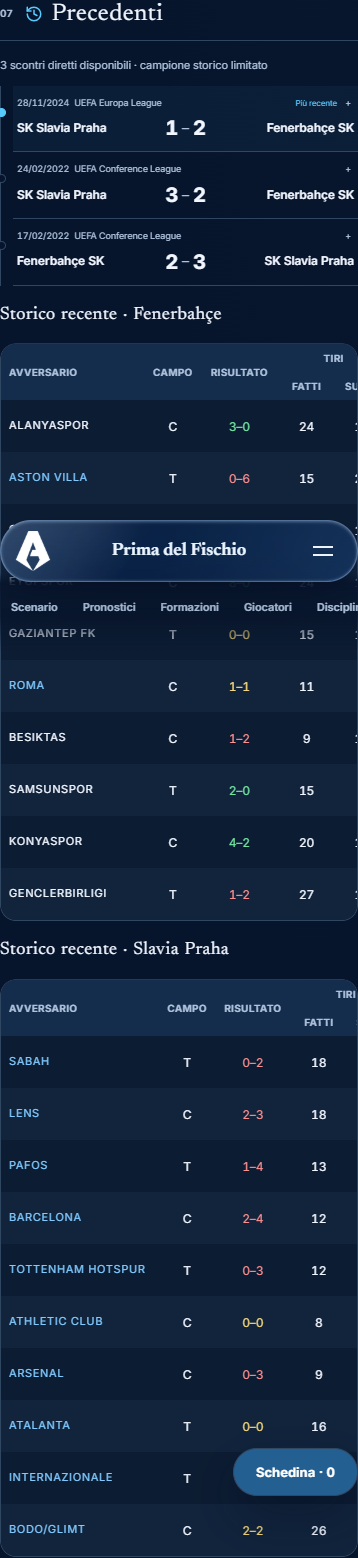 07 Precedenti
3 scontri diretti disponibili · campione storico limitato
28/11/2024 UEFA Europa League Più recente +
SK Slavia Praha 1 – 2 Fenerbahçe SK
24/02/2022 UEFA Conference League +
SK Slavia Praha 3 – 2 Fenerbahçe SK
17/02/2022 UEFA Conference League +
Fenerbahçe SK 2 – 3 SK Slavia Praha
Storico recente · Fenerbahçe
TIRI
AVVERSARIO CAMPO RISULTATO
FATTI
ALANYASPOR C 3–0 24
ASTON VILLA T 0–6 15
Prima del Fischio
Scenario Pronostici Formazioni Giocatori
GAZIANTEP FK T 0–0 15
ROMA C 1–1 11
BESIKTAS C 1–2 9
SAMSUNSPOR T 2–0 15
KONYASPOR C 4–2 20
GENCLERBIRLIGI T 1–2 27
Storico recente · Slavia Praha
TIRI
AVVERSARIO CAMPO RISULTATO
FATTI
SABAH T 0–2 18
LENS C 2–3 18
PAFOS T 1–4 13
BARCELONA C 2–4 12
TOTTENHAM HOTSPUR T 0–3 12
ATHLETIC CLUB C 0–0 8
ARSENAL C 0–3 9
ATALANTA T 0–0 16
INTERNAZIONALE T
Schedina · 0
BODO/GLIMT C 2–2 26